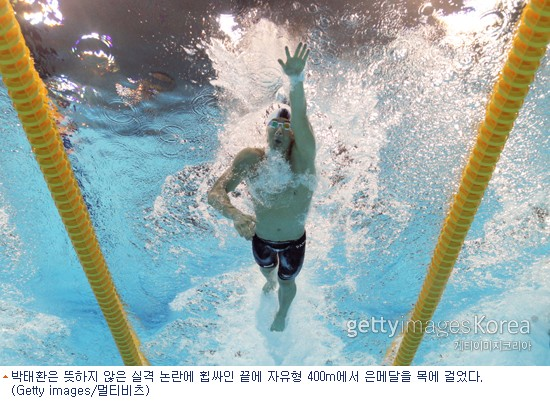 gettyimages Korea
게티이미지코리아
박태환은 뜻하지 않은 실격 논란에 휩싸인 끝에 자유형 400m에서 은메달을 목에 걸었다.
(Getty images/멀티비츠)